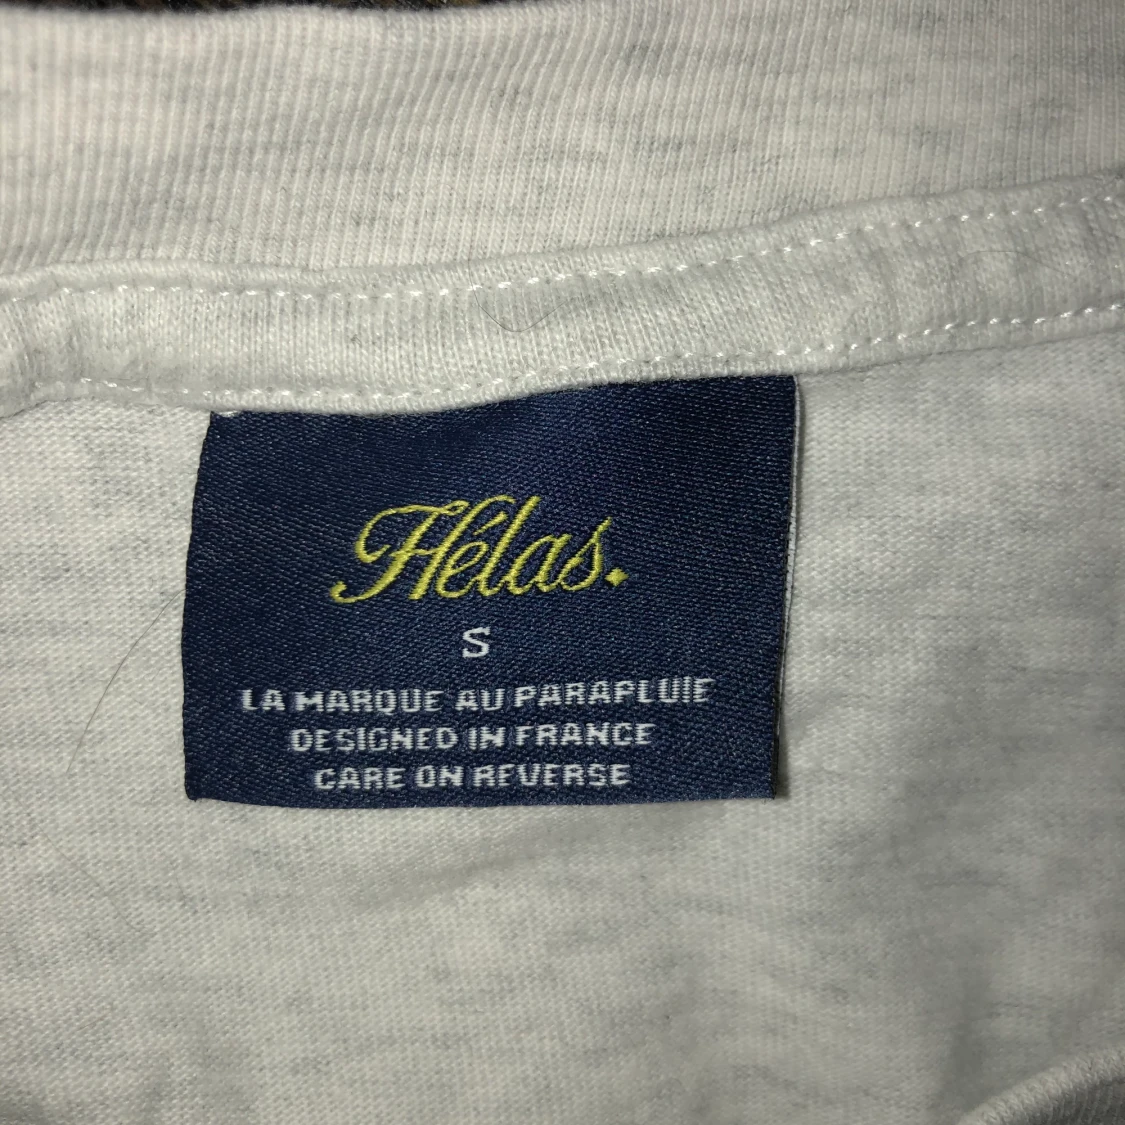 Hélas.
S
LA MARQUE AU PARAPLUIE
DESIGNED IN FRANCE
CARE ON REVERSE